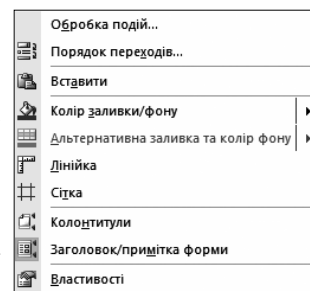 Обробка подій...
Порядок переходів...
Вставити
Колір заливки/фону
Альтернативна заливка та колір фону
Лінійка
Сітка
Колонтитули
Заголовок/примітка форми
Властивості